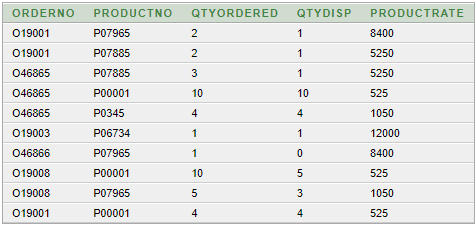 ORDERNO PRODUCTNO QTYORDERED QTYDISP PRODUCTRATE
O19001 P07965 2 1 8400
O19001 P07885 2 1 5250
O46865 P07885 3 1 5250
O46865 P00001 10 10 525
O46865 P0345 4 4 1050
O19003 P06734 1 1 12000
O46866 P07965 1 0 8400
O19008 P00001 10 5 525
O19008 P07965 5 3 1050
O19001 P00001 4 4 525